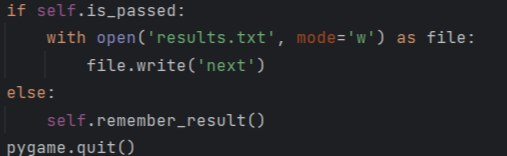 if self.is_passed:
    with open('results.txt', mode='w') as file:
        file.write('next')
else:
    self.remember_result()
pygame.quit()